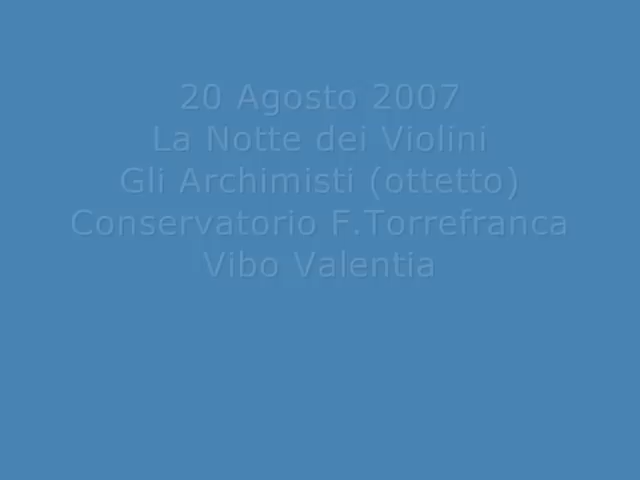 20 Agosto 2007
La Notte dei Violini
Gli Archimisti (ottetto)
Conservatorio F.Torrefranca
Vibo Valentia